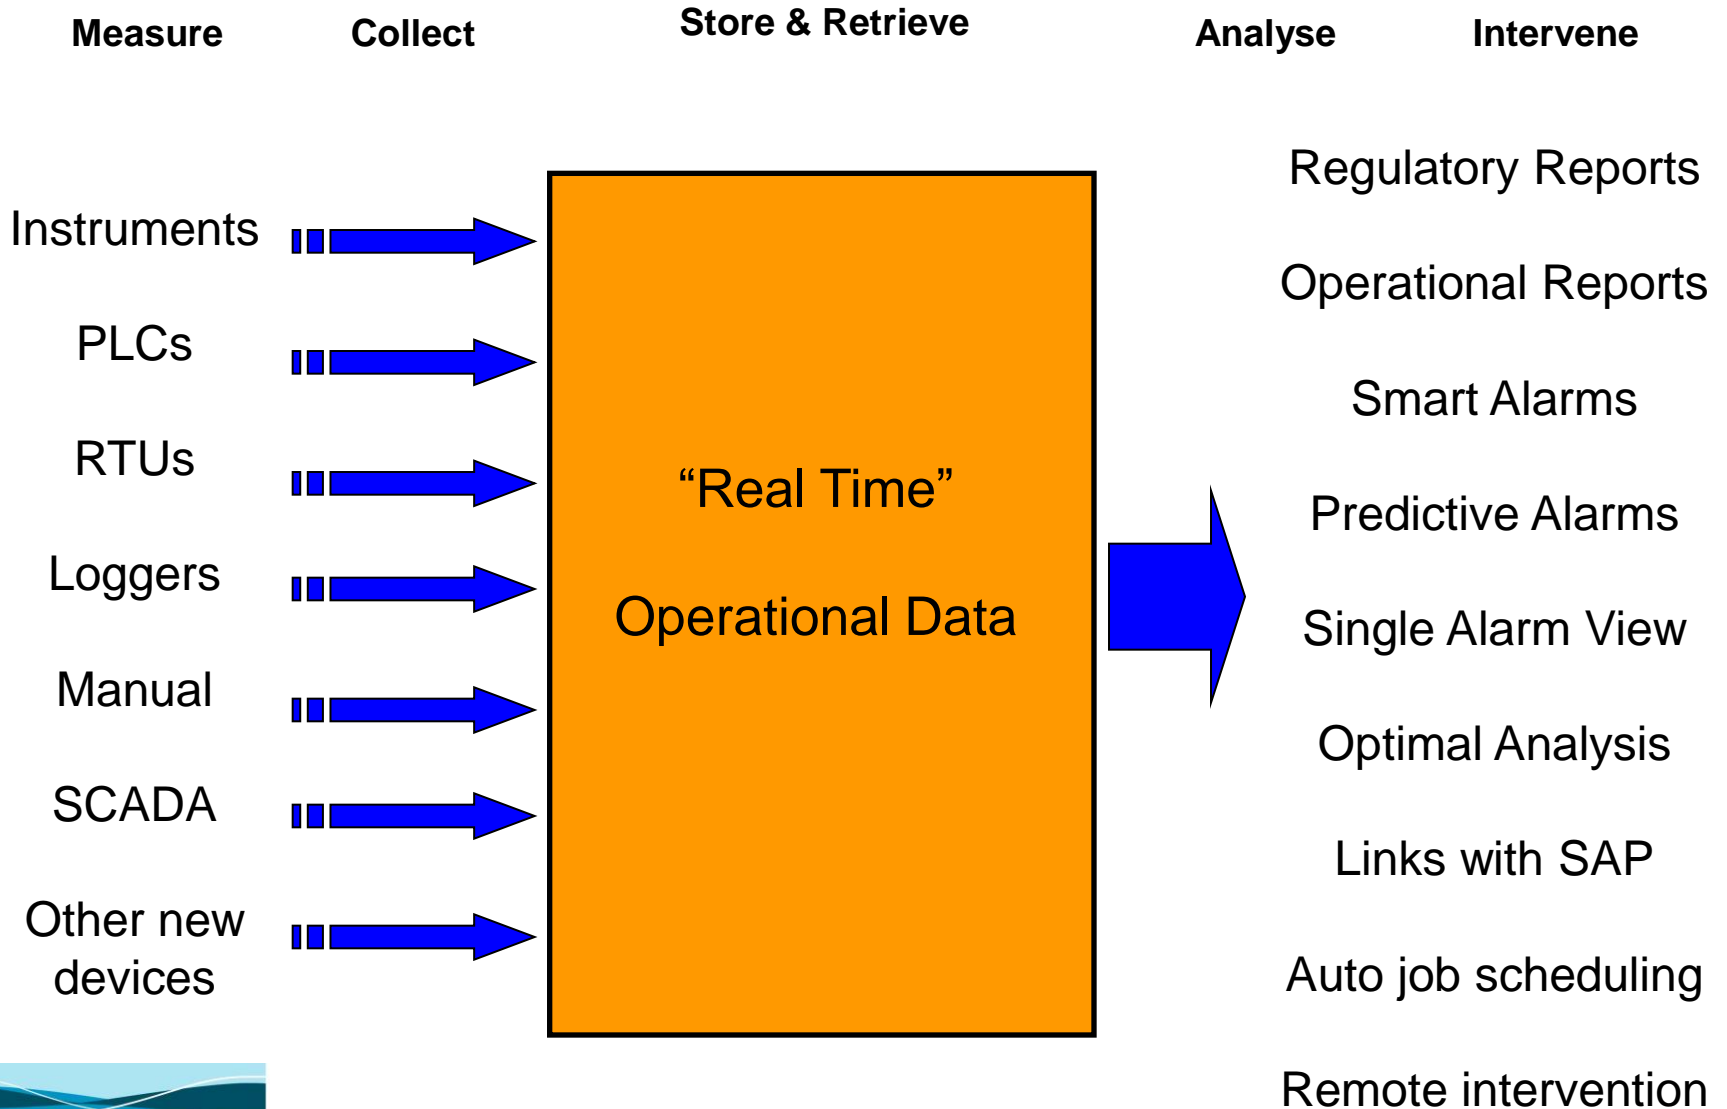 Measure
Collect
Store & Retrieve
Analyse
Intervene
Instruments
PLCs
RTUs
Loggers
Manual
SCADA
Other new
devices
“Real Time”
Operational Data
Regulatory Reports
Operational Reports
Smart Alarms
Predictive Alarms
Single Alarm View
Optimal Analysis
Links with SAP
Auto job scheduling
Remote intervention